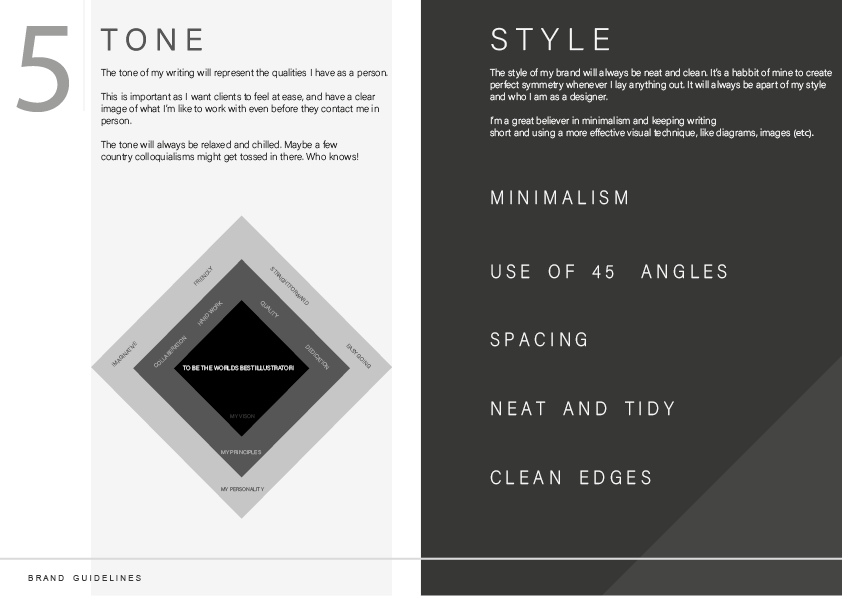 5
TONE
The tone of my writing will represent the qualities I have as a person.
This is important as I want clients to feel at ease, and have a clear
image of what I'm like to work with even before they contact me in
person.
The tone will always be relaxed and chilled. Maybe a few
country colloquialisms might get tossed in there. Who knows!
FRIENDLY
STRAIGHTFORWARD
IMAGINATIVE
EASYGOING
HARD WORK
QUALITY
COLLABORATION
DEDICATION
TO BE THE WORLDS BEST ILLUSTRATOR!
MY VISION
MY PRINCIPLES
MY PERSONALITY
BRAND GUIDELINES
STYLE
The style of my brand will always be neat and clean. It's a habbit of mine to create
perfect symmetry whenever I lay anything out. It will always be apart of my style
and who I am as a designer.
I'm a great believer in minimalism and keeping writing
short and using a more effective visual technique, like diagrams, images (etc).
MINIMALISM
USE OF 45 ANGLES
SPACING
NEAT AND TIDY
CLEAN EDGES